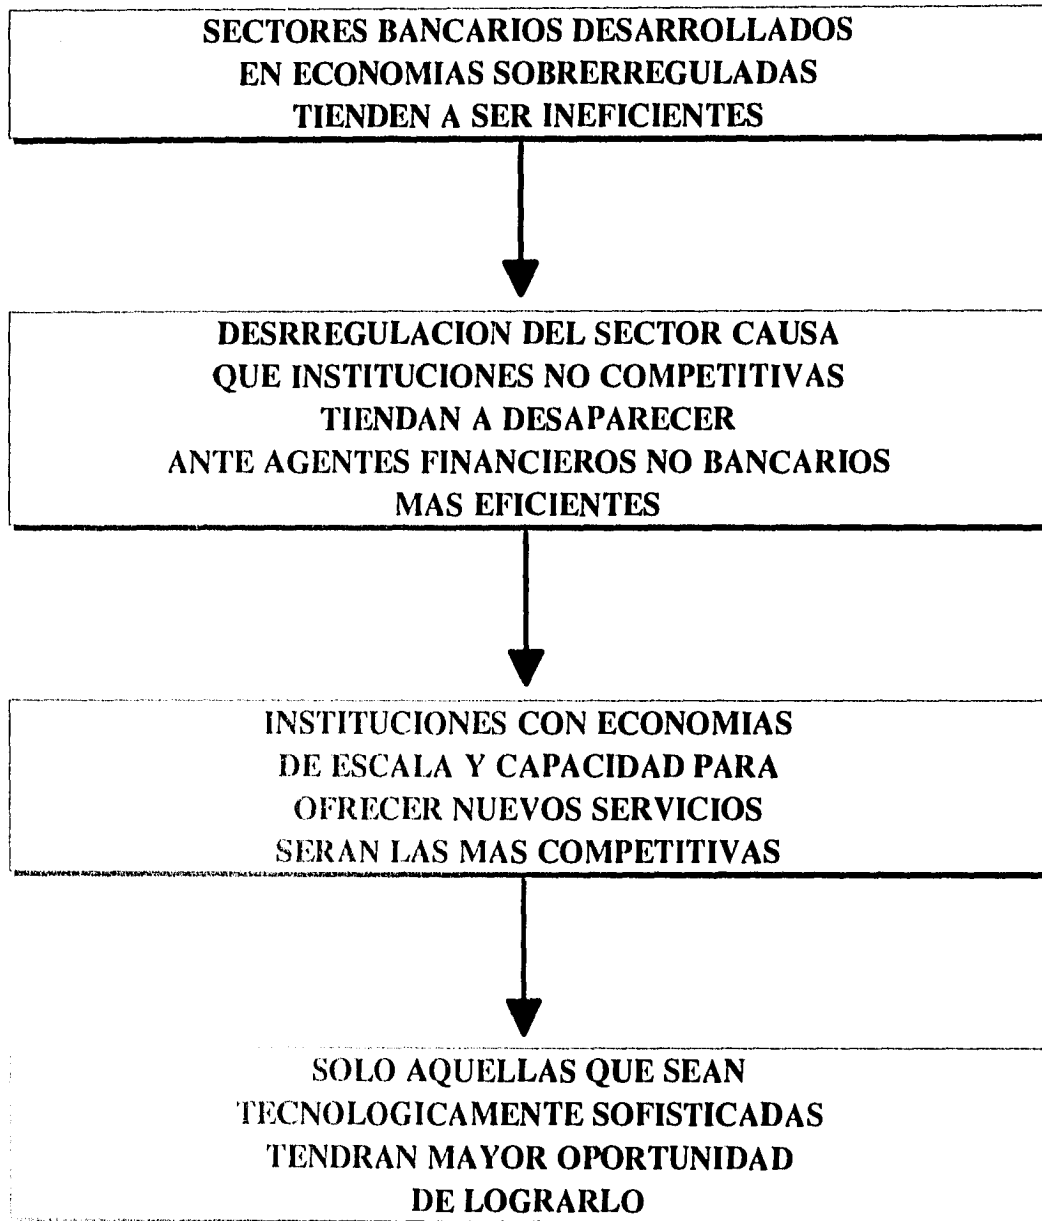 SECTORES BANCARIOS DESARROLLADOS
EN ECONOMIAS SOBRERREGULADAS
TIENDEN A SER INEFICIENTES
DESRREGULACION DEL SECTOR CAUSA
QUE INSTITUCIONES NO COMPETITIVAS
TIENDAN A DESAPARECER
ANTE AGENTES FINANCIEROS NO BANCARIOS
MAS EFICIENTES
INSTITUCIONES CON ECONOMIAS
DE ESCALA Y CAPACIDAD PARA
OFRECER NUEVOS SERVICIOS
SERAN LAS MAS COMPETITIVAS
SOLO AQUELLAS QUE SEAN
TECNOLOGICAMENTE SOFISTICADAS
TENDRAN MAYOR OPORTUNIDAD
DE LOGRARLO